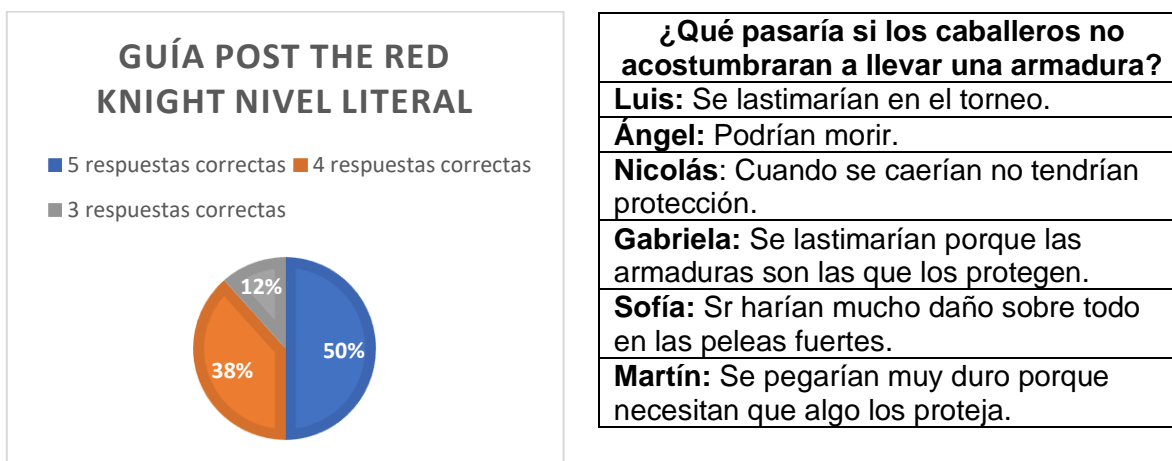 GUÍA POST THE RED
KNIGHT NIVEL LITERAL
5 respuestas correctas 4 respuestas correctas
3 respuestas correctas
12%
50%
38%
¿Qué pasaría si los caballeros no
acostumbraran a llevar una armadura?
Luis: Se lastimarían en el torneo.
Ángel: Podrían morir.
Nicolás: Cuando se caerían no tendrían
protección.
Gabriela: Se lastimarían porque las
armaduras son las que los protegen.
Sofía: Sr harían mucho daño sobre todo
en las peleas fuertes.
Martín: Se pegarían muy duro porque
necesitan que algo los proteja.